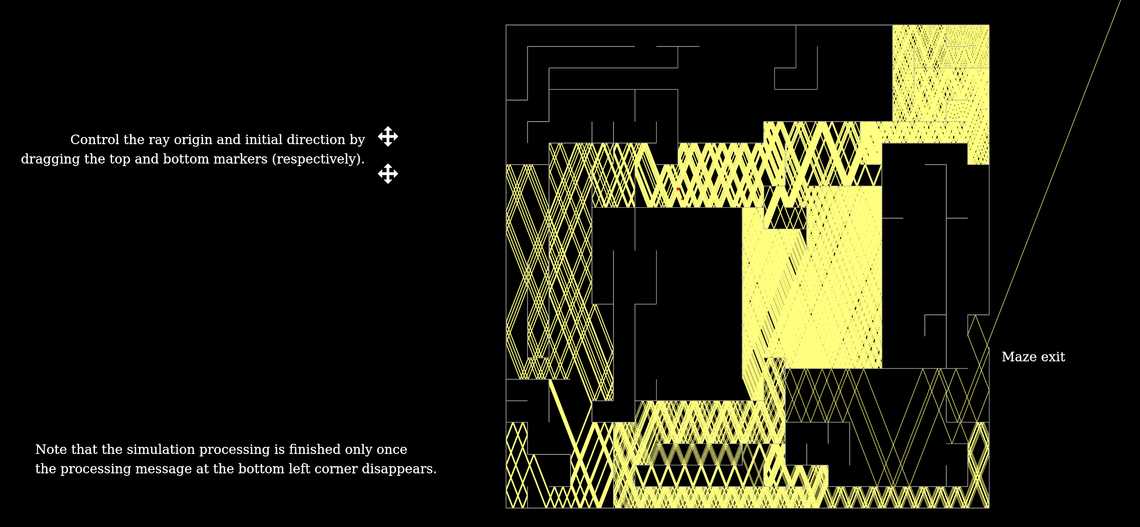 Control the ray origin and initial direction by
dragging the top and bottom markers (respectively).
Maze exit
Note that the simulation processing is finished only once
the processing message at the bottom left corner disappears.